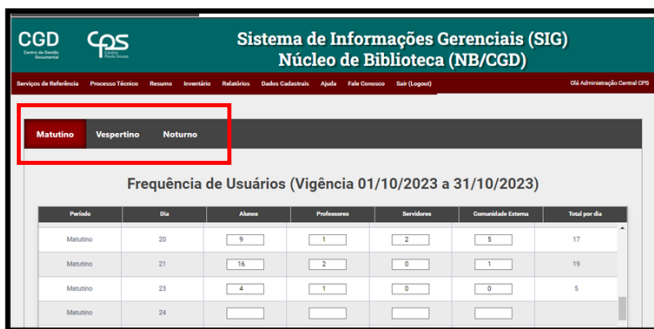 CGD
Centro de Gestão
Documental
CPS
Centro
Paula Souza
Sistema de Informações Gerenciais (SIG)
Núcleo de Biblioteca (NB/CGD)
Serviços de Referência Processo Técnico Resumo Inventário Relatórios Dados Cadastrais Ajuda Fale Conosco Sair (Logout) Olá Administração Central CPS
Matutino Vespertino Noturno
Frequência de Usuários (Vigência 01/10/2023 a 31/10/2023)
Período Dia Alunos Professores Servidores Comunidade Externa Total por dia
Matutino 20 9 1 2 5 17
Matutino 21 16 2 0 1 19
Matutino 23 4 1 0 0 5
Matutino 24